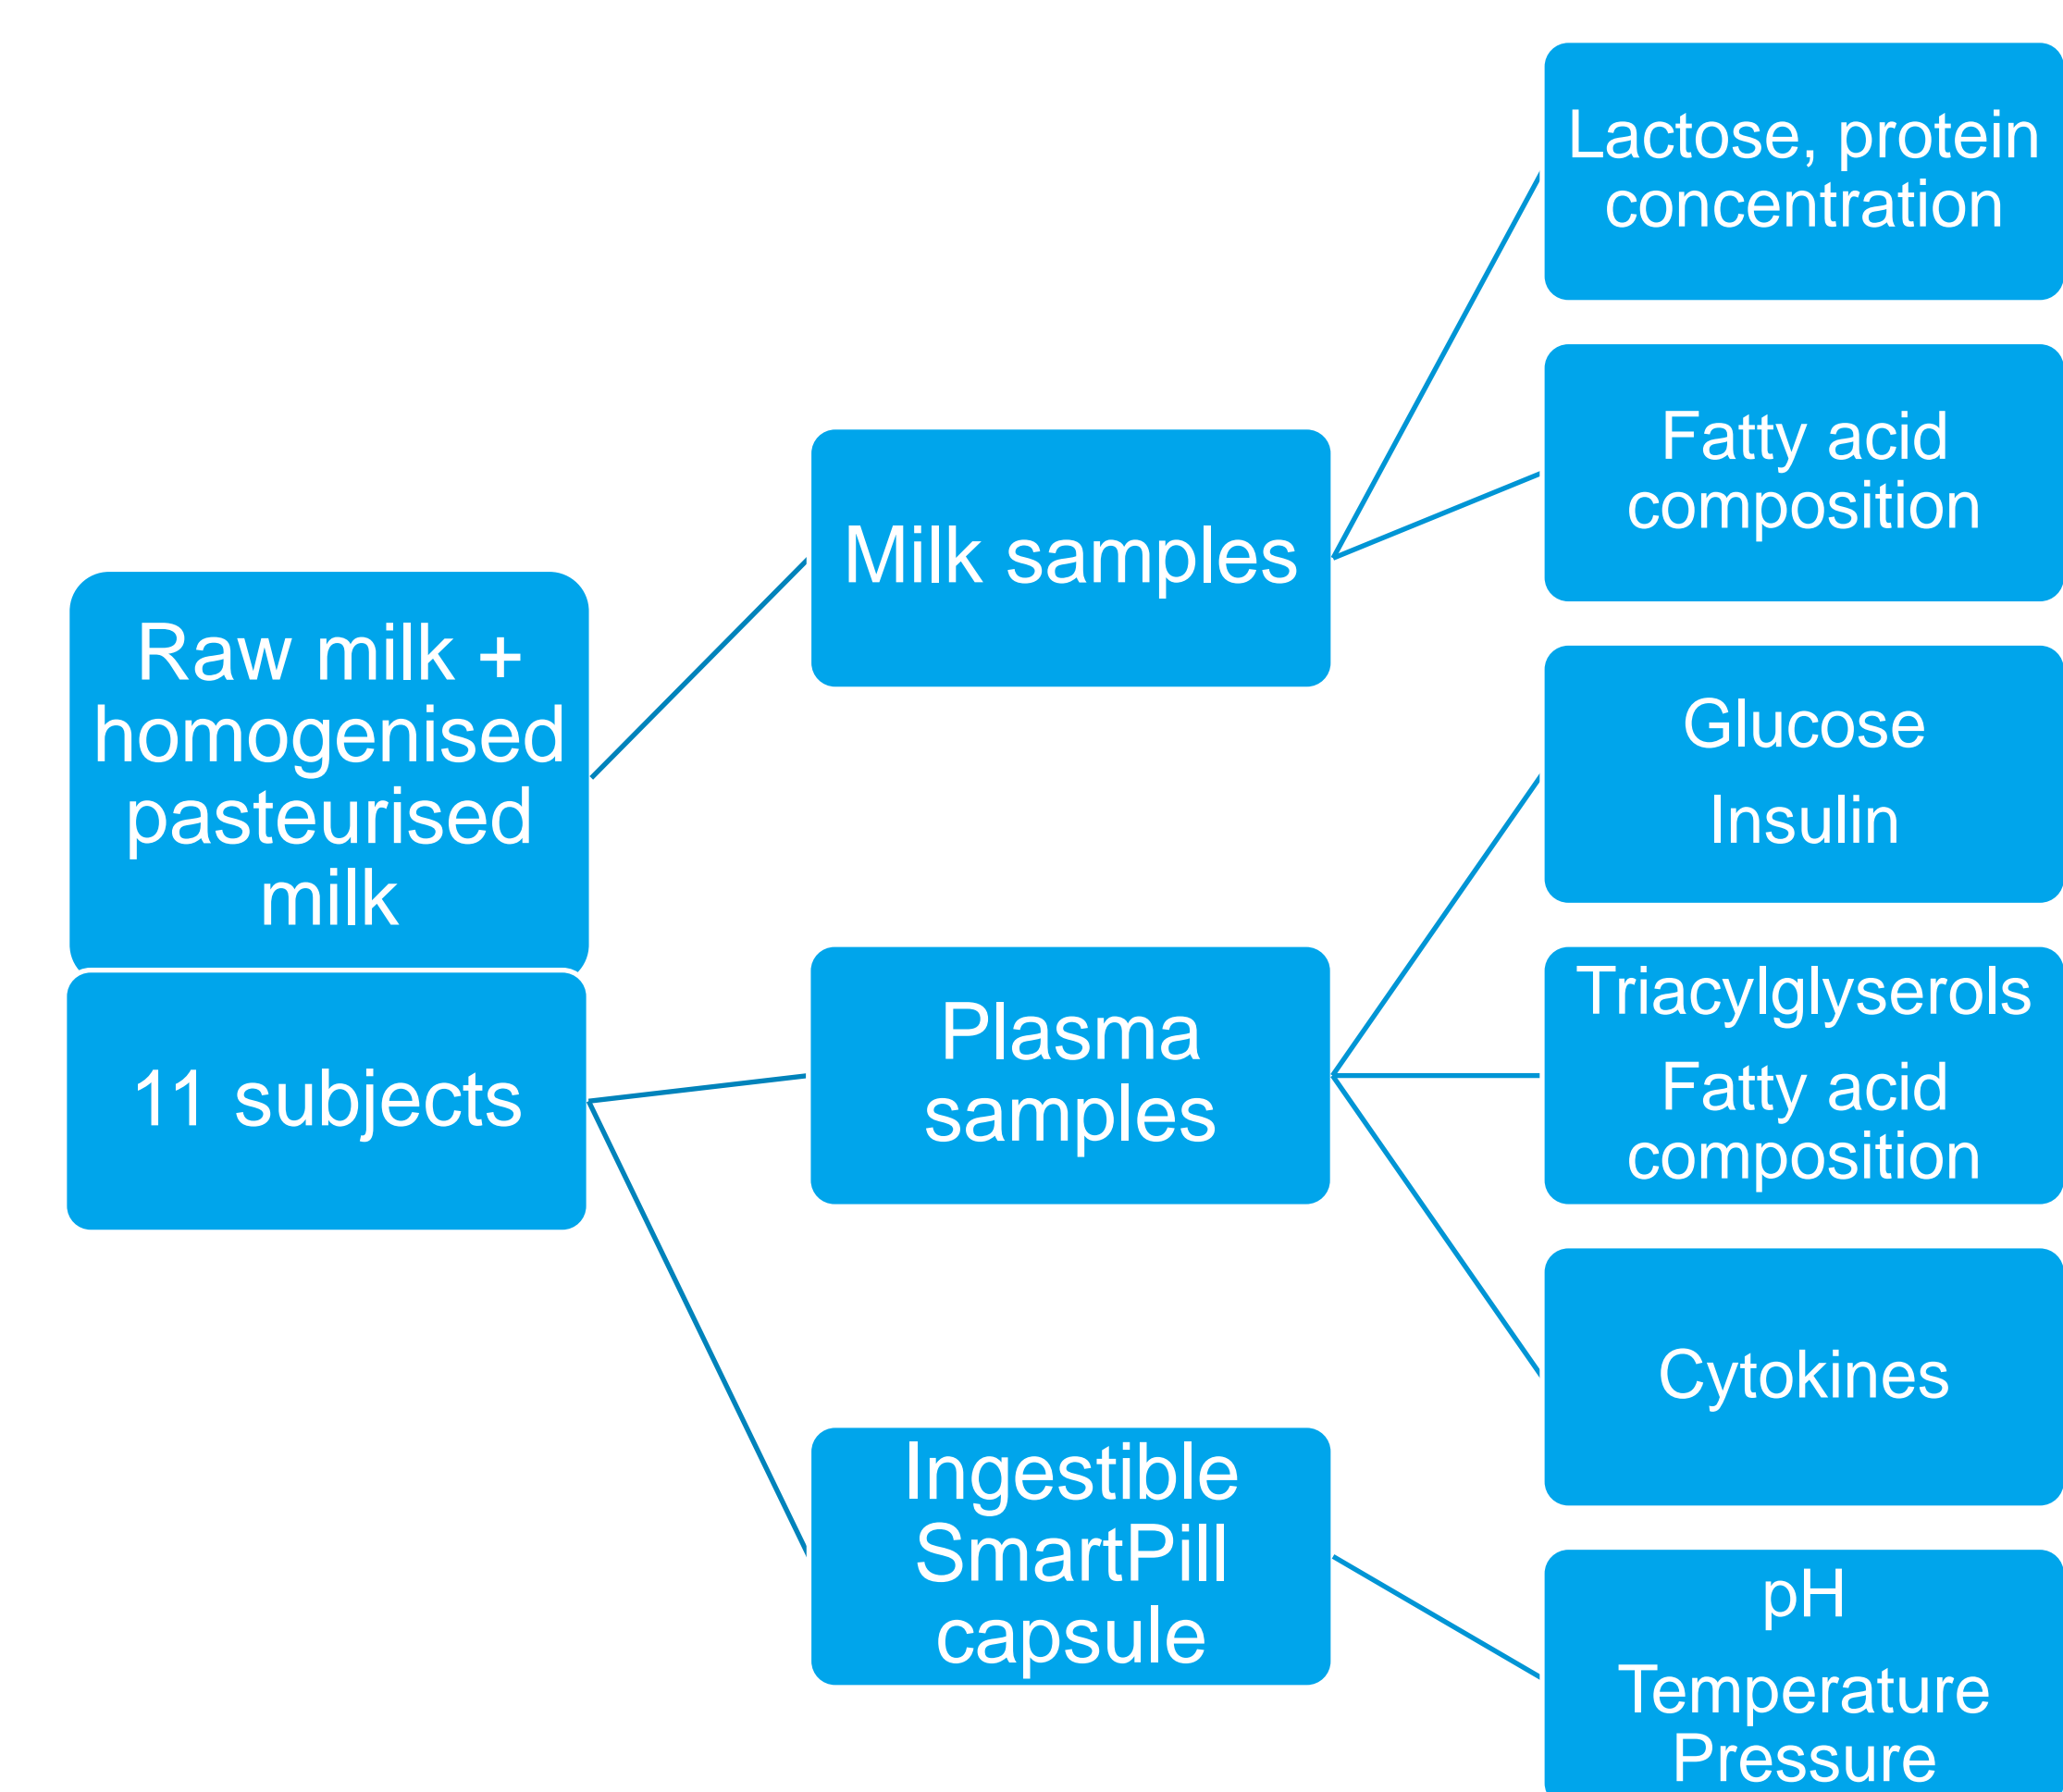 Raw milk +
homogenised
pasteurised
milk
11 subjects
Milk samples
Plasma
samples
Ingestible
SmartPill
capsule
Lactose, protein
concentration
Fatty acid
composition
Glucose
Insulin
Triacylglyserols
Fatty acid
composition
Cytokines
pH
Temperature
Pressure